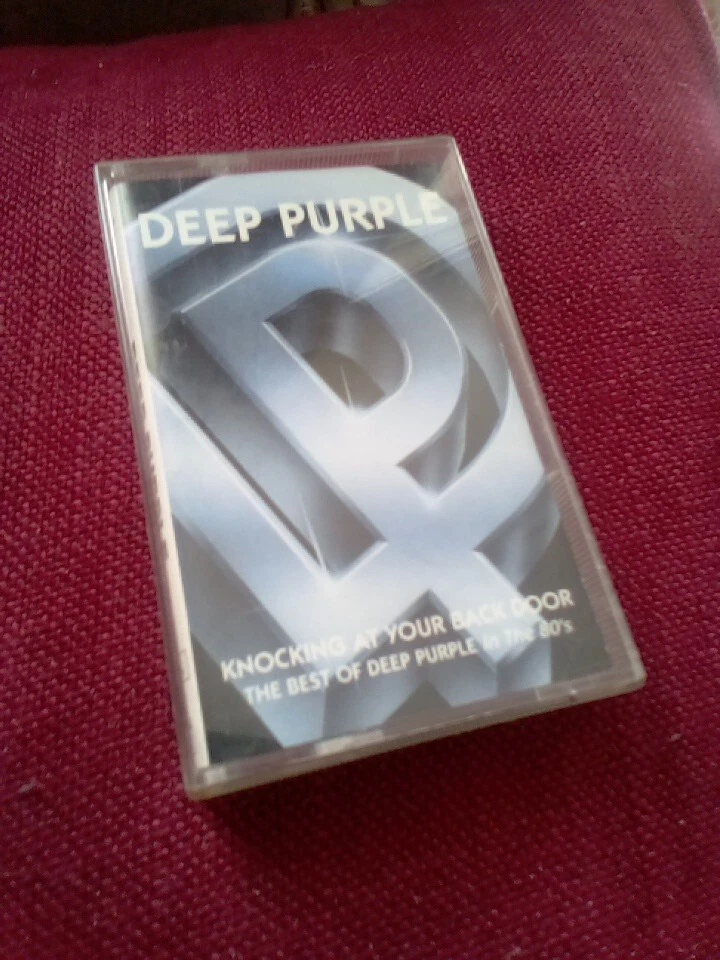 DEEP PURPLE
KNOCKING AT YOUR BACK DOOR
THE BEST OF DEEP PURPLE In The 80's